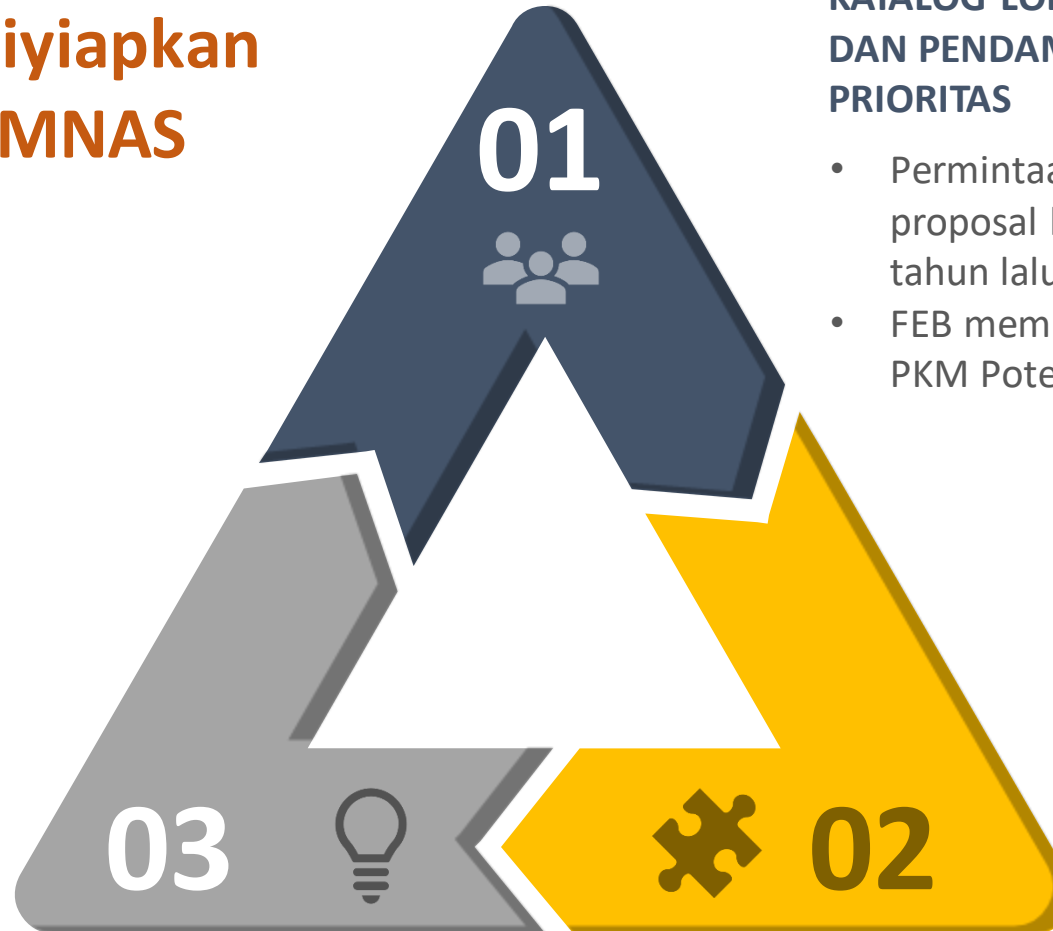 iyiapkan
MNAS
DAN PENDAM
PRIORITAS
• Permintaa
proposal
tahun lalu
• FEB mem
PKM Pote
01
03
02